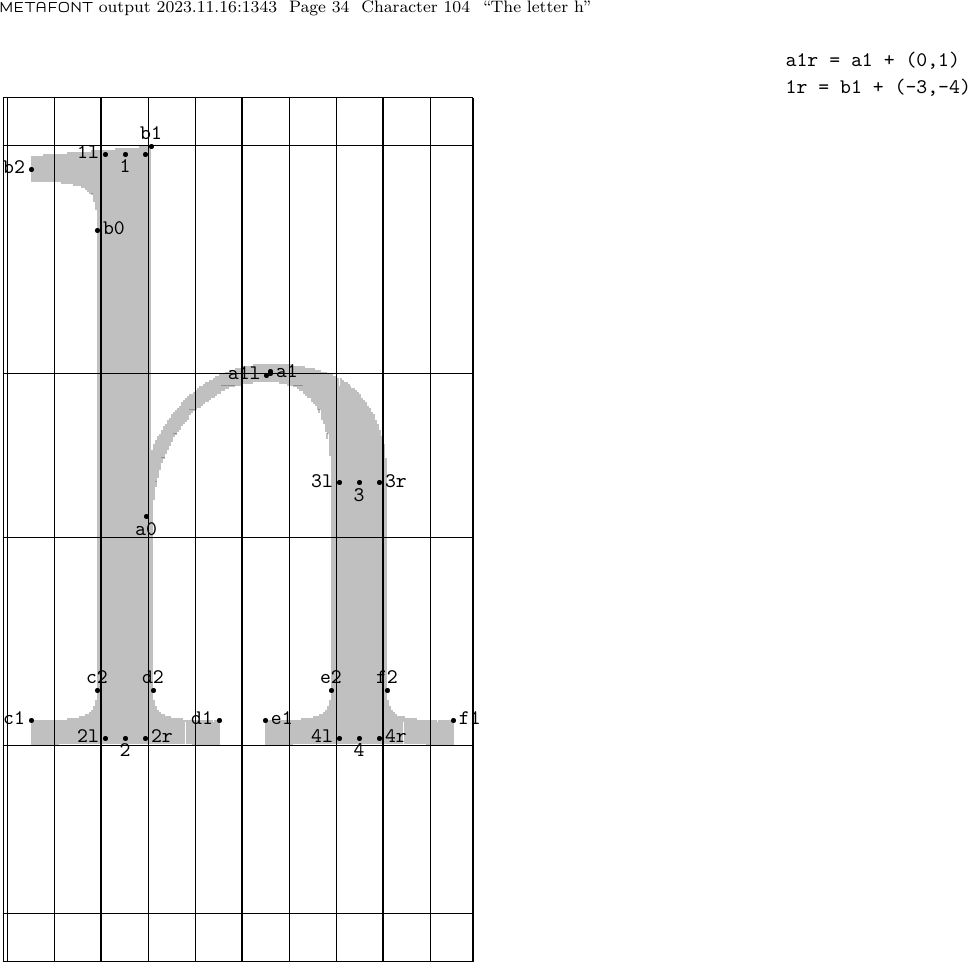 METAFONT output 2023.11.16:1343 Page 34 Character 104 “The letter h”
a1r = a1 + (0,1)
1r = b1 + (-3,-4)
b1
1l
b2
1
b0
a1l a1
3l 3r
3
a0
c2 d2 e2 f2
c1 d1 e1 f1
2l 2r 4l 4r
2 4